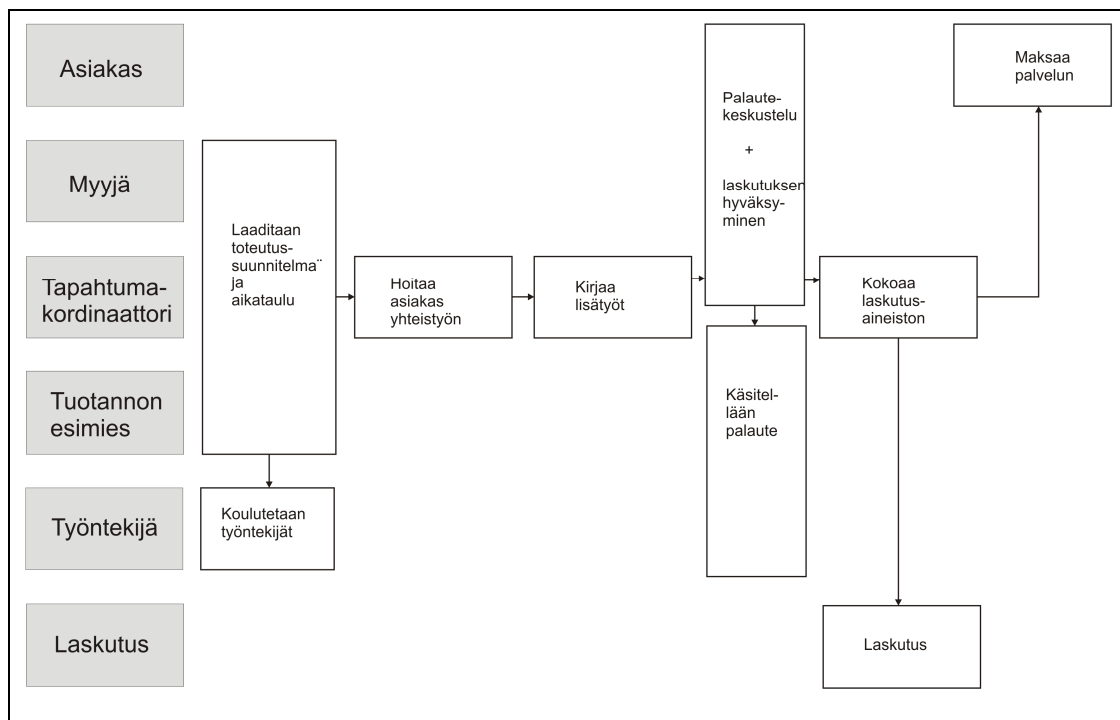 Asiakas
Myyjä
Tapahtuma-
kordinaattori
Tuotannon
esimies
Työntekijä
Laskutus
Laaditaan
toteutus-
suunnitelma¨
ja
aikataulu
Koulutetaan
työntekijät
Hoitaa
asiakas
yhteistyön
Kirjaa
lisätyöt
Palaute-
keskustelu
+
laskutuksen
hyväksy-
minen
Käsitel-
lään
palaute
Kokoaa
laskutus-
aineiston
Maksaa
palvelun
Laskutus